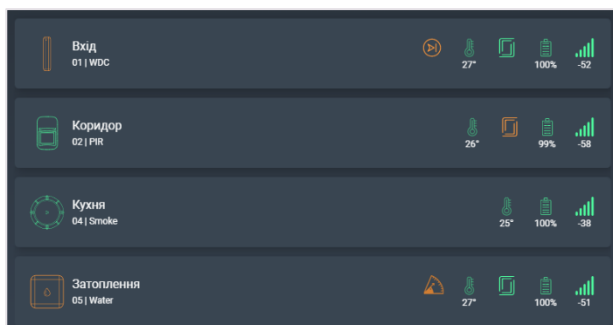 Вхід
01 | WDC
27°
100%
-52
Коридор
02 | PIR
26°
99%
-58
Кухня
04 | Smoke
25°
100%
-38
Затоплення
05 | Water
27°
100%
-51